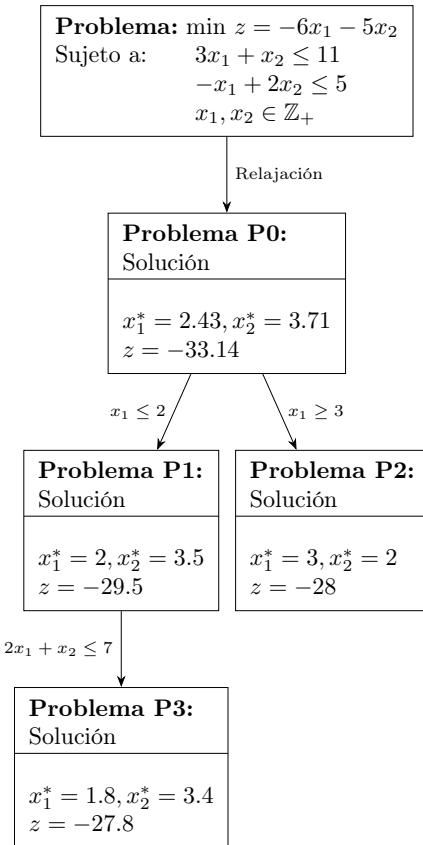 Problema: min z = −6x₁ − 5x₂
Sujeto a: 3x₁ + x₂ ≤ 11
−x₁ + 2x₂ ≤ 5
x₁, x₂ ∈ ℤ₊
Relajación
Problema P0:
Solución
x₁* = 2.43, x₂* = 3.71
z = −33.14
x₁ ≤ 2
x₁ ≥ 3
Problema P1:
Solución
x₁* = 2, x₂* = 3.5
z = −29.5
Problema P2:
Solución
x₁* = 3, x₂* = 2
z = −28
2x₁ + x₂ ≤ 7
Problema P3:
Solución
x₁* = 1.8, x₂* = 3.4
z = −27.8